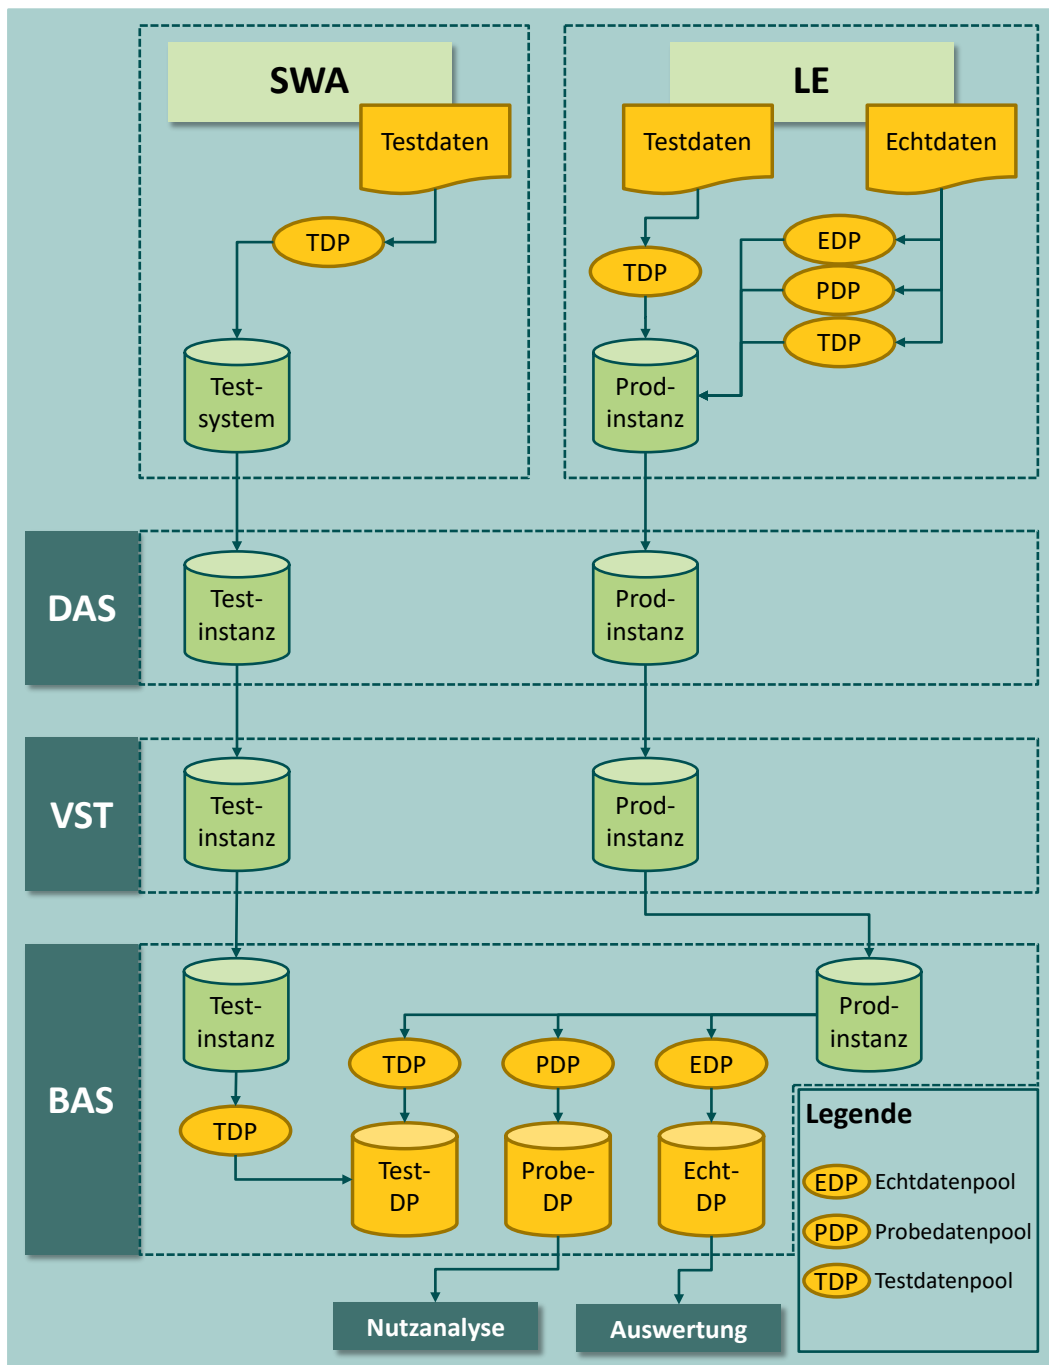 SWA
LE
Testdaten
Testdaten
Echtdaten
TDP
EDP
TDP
PDP
TDP
Test-
system
Prod-
instanz
DAS
Test-
instanz
Prod-
instanz
VST
Test-
instanz
Prod-
instanz
BAS
Test-
instanz
Prod-
instanz
TDP
PDP
EDP
TDP
Test-
DP
Probe-
DP
Echt-
DP
Legende
EDP Echtdatenpool
PDP Probedatenpool
TDP Testdatenpool
Nutzanalyse
Auswertung